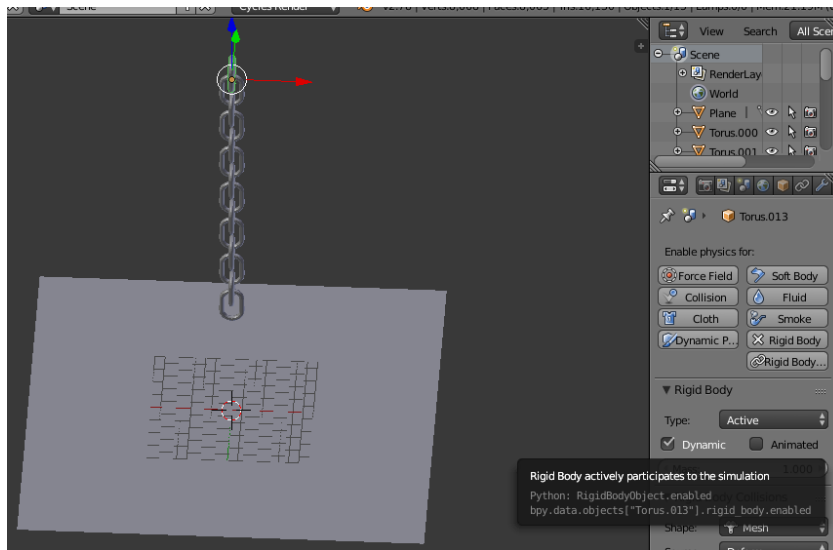 Scene
Cycles Render
View Search All Scen
Scene
RenderLay
World
Plane
Torus.000
Torus.001
Torus.013
Enable physics for:
Force Field Soft Body
Collision Fluid
Cloth Smoke
Dynamic P... Rigid Body
Rigid Body...
Rigid Body
Type: Active
Dynamic Animated
1.000
Rigid Body actively participates to the simulation
Python: RigidBodyObject.enabled
bpy.data.objects["Torus.013"].rigid_body.enabled
Shape: Mesh